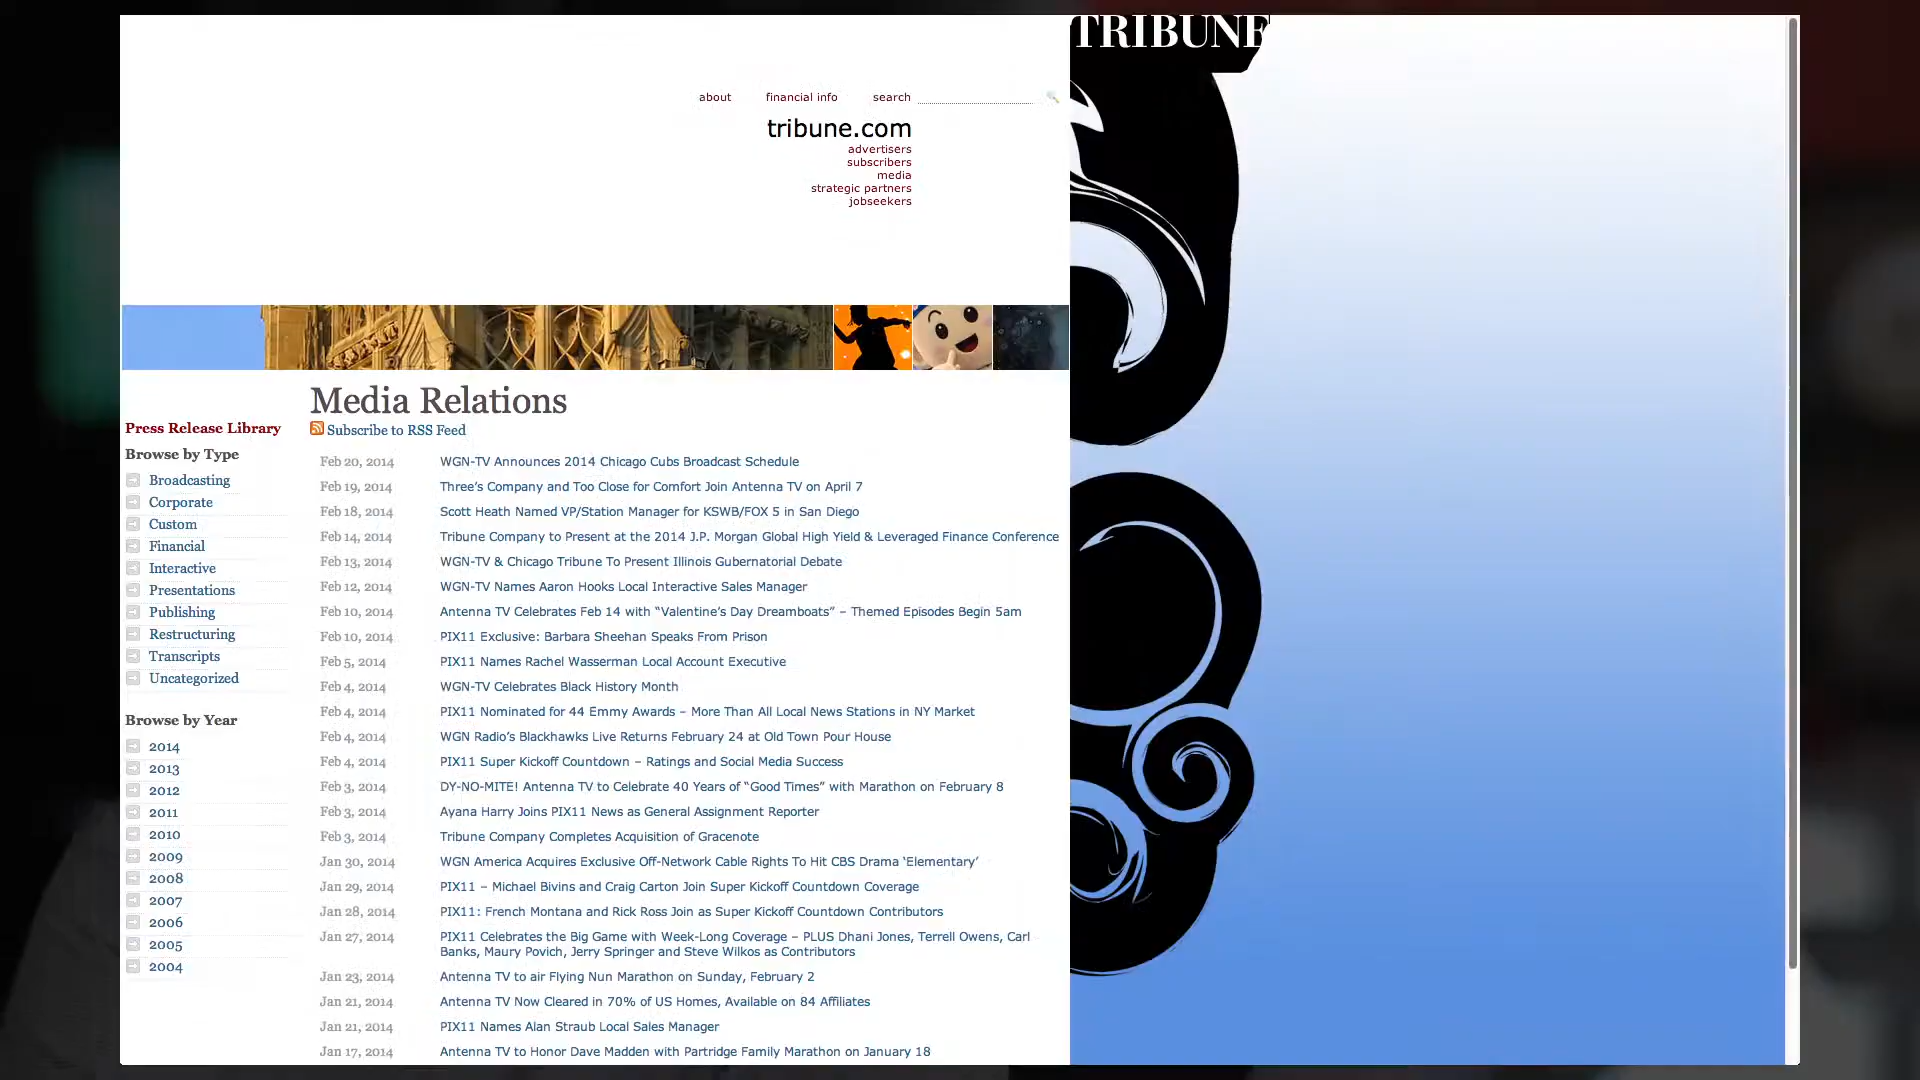 TRIBUNE
about
financial info
search
tribune.com
advertisers
subscribers
media
strategic partners
jobseekers
Media Relations
Subscribe to RSS Feed
Press Release Library
Browse by Type
Broadcasting
Corporate
Custom
Financial
Interactive
Presentations
Publishing
Restructuring
Transcripts
Uncategorized
Browse by Year
2014
2013
2012
2011
2010
2009
2008
2007
2006
2005
2004
Feb 20, 2014 WGN-TV Announces 2014 Chicago Cubs Broadcast Schedule
Feb 19, 2014 Three’s Company and Too Close for Comfort Join Antenna TV on April 7
Feb 18, 2014 Scott Heath Named VP/Station Manager for KSWB/FOX 5 in San Diego
Feb 14, 2014 Tribune Company to Present at the 2014 J.P. Morgan Global High Yield & Leveraged Finance Conference
Feb 13, 2014 WGN-TV & Chicago Tribune To Present Illinois Gubernatorial Debate
Feb 12, 2014 WGN-TV Names Aaron Hooks Local Interactive Sales Manager
Feb 10, 2014 Antenna TV Celebrates Feb 14 with “Valentine’s Day Dreamboats” – Themed Episodes Begin 5am
Feb 10, 2014 PIX11 Exclusive: Barbara Sheehan Speaks From Prison
Feb 5, 2014 PIX11 Names Rachel Wasserman Local Account Executive
Feb 4, 2014 WGN-TV Celebrates Black History Month
Feb 4, 2014 PIX11 Nominated for 44 Emmy Awards – More Than All Local News Stations in NY Market
Feb 4, 2014 WGN Radio’s Blackhawks Live Returns February 24 at Old Town Pour House
Feb 4, 2014 PIX11 Super Kickoff Countdown – Ratings and Social Media Success
Feb 3, 2014 DY-NO-MITE! Antenna TV to Celebrate 40 Years of “Good Times” with Marathon on February 8
Feb 3, 2014 Ayana Harry Joins PIX11 News as General Assignment Reporter
Feb 3, 2014 Tribune Company Completes Acquisition of Gracenote
Jan 30, 2014 WGN America Acquires Exclusive Off-Network Cable Rights To Hit CBS Drama ‘Elementary’
Jan 29, 2014 PIX11 – Michael Bivins and Craig Carton Join Super Kickoff Countdown Coverage
Jan 28, 2014 PIX11: French Montana and Rick Ross Join as Super Kickoff Countdown Contributors
Jan 27, 2014 PIX11 Celebrates the Big Game with Week-Long Coverage – PLUS Dhani Jones, Terrell Owens, Carl
Banks, Maury Povich, Jerry Springer and Steve Wilkos as Contributors
Jan 23, 2014 Antenna TV to air Flying Nun Marathon on Sunday, February 2
Jan 21, 2014 Antenna TV Now Cleared in 70% of US Homes, Available on 84 Affiliates
Jan 21, 2014 PIX11 Names Alan Straub Local Sales Manager
Jan 17, 2014 Antenna TV to Honor Dave Madden with Partridge Family Marathon on January 18